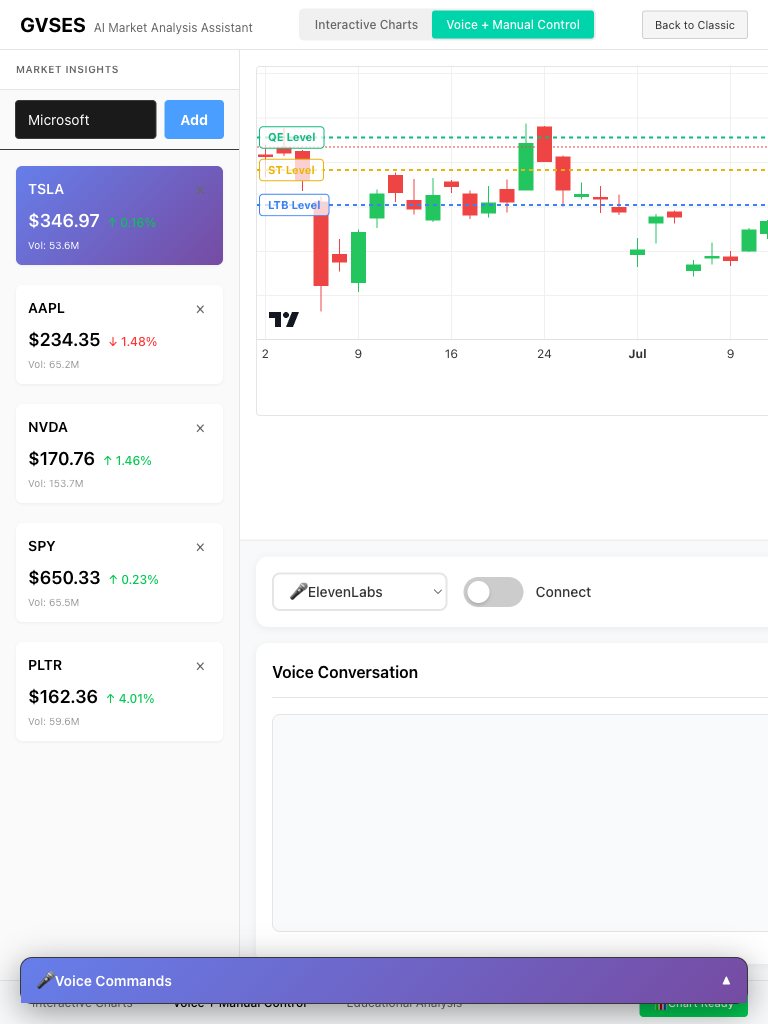 GVSES AI Market Analysis Assistant
Interactive Charts
Voice + Manual Control
Back to Classic
MARKET INSIGHTS
Microsoft
Add
TSLA ×
$346.97 ↑ 0.16%
Vol: 53.6M
AAPL ×
$234.35 ↓ 1.48%
Vol: 65.2M
NVDA ×
$170.76 ↑ 1.46%
Vol: 153.7M
SPY ×
$650.33 ↑ 0.23%
Vol: 65.5M
PLTR ×
$162.36 ↑ 4.01%
Vol: 59.6M
QE Level
ST Level
LTB Level
2 9 16 24 Jul 9
🎤ElevenLabs
Connect
Voice Conversation
🎤Voice Commands ▲
Interactive Charts
Voice + Manual Control
Educational Analysis
Chart Ready